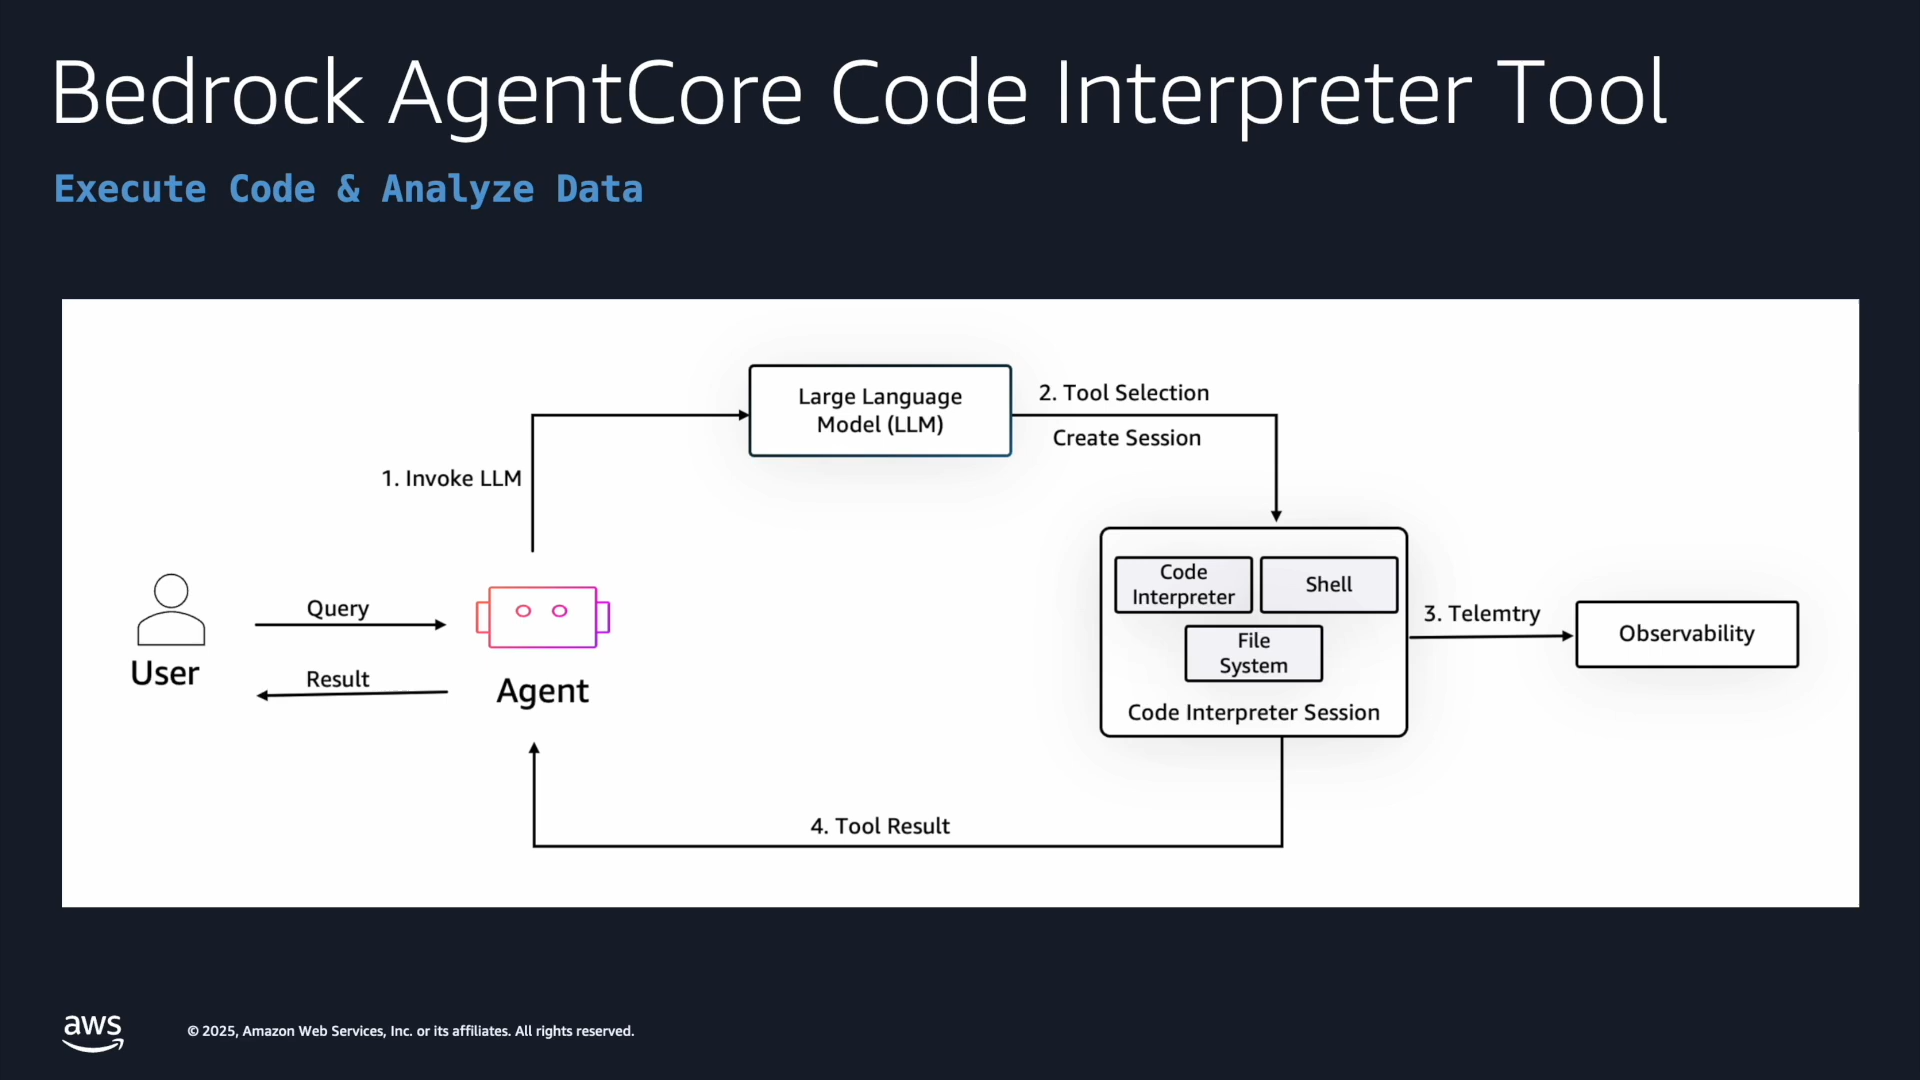 Bedrock AgentCore Code Interpreter Tool
Execute Code & Analyze Data
Large Language
Model (LLM)
2. Tool Selection
Create Session
1. Invoke LLM
Code
Interpreter
Shell
File
System
Code Interpreter Session
3. Telemtry
Observability
Query
Result
User
Agent
4. Tool Result
aws
© 2025, Amazon Web Services, Inc. or its affiliates. All rights reserved.